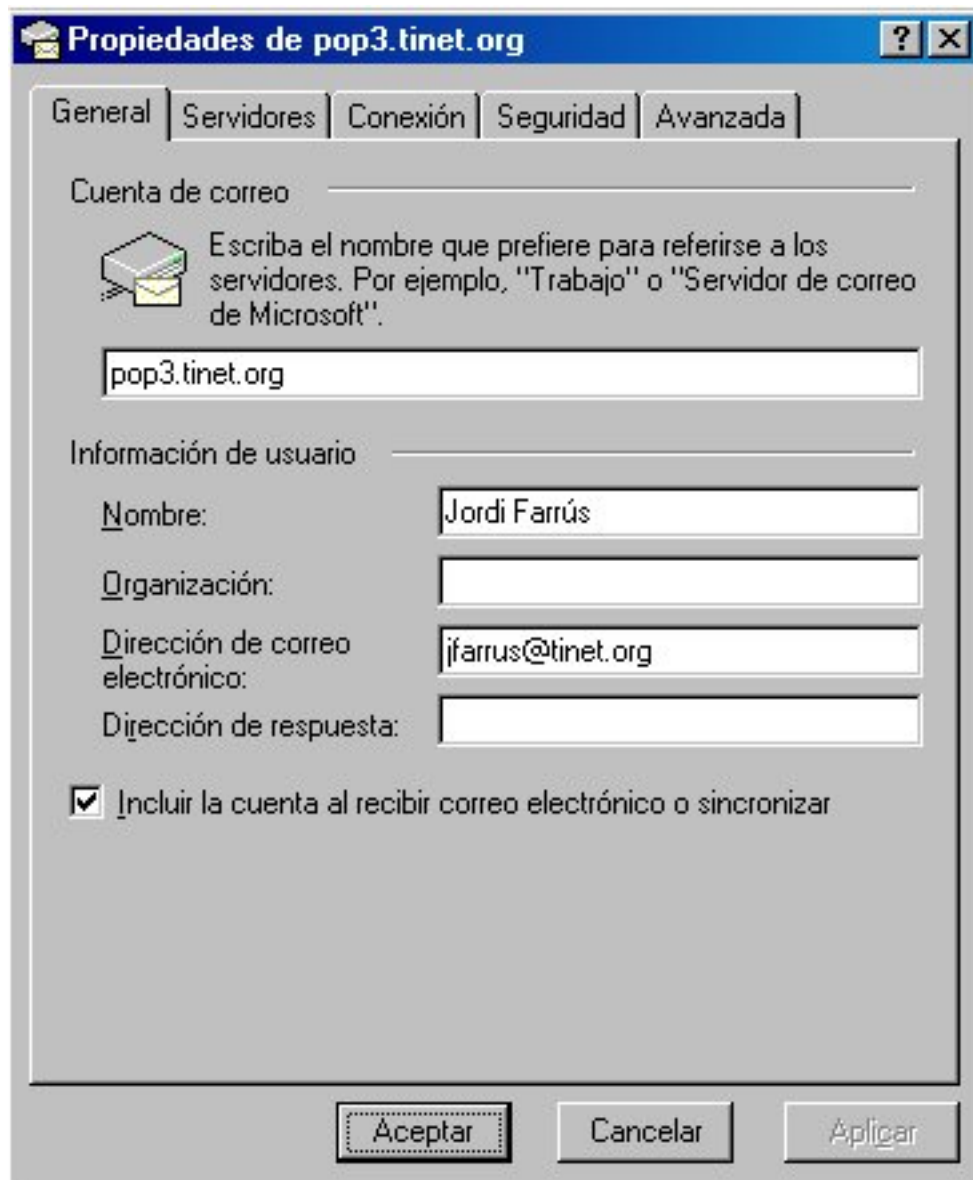 Propiedades de pop3.tinet.org
General Servidores Conexión Seguridad Avanzada
Cuenta de correo
Escriba el nombre que prefiere para referirse a los
servidores. Por ejemplo, "Trabajo" o "Servidor de correo
de Microsoft".
pop3.tinet.org
Información de usuario
Nombre: Jordi Farrús
Organización:
Dirección de correo
electrónico: jfarrus@tinet.org
Dirección de respuesta:
Incluir la cuenta al recibir correo electrónico o sincronizar
Aceptar Cancelar Aplicar